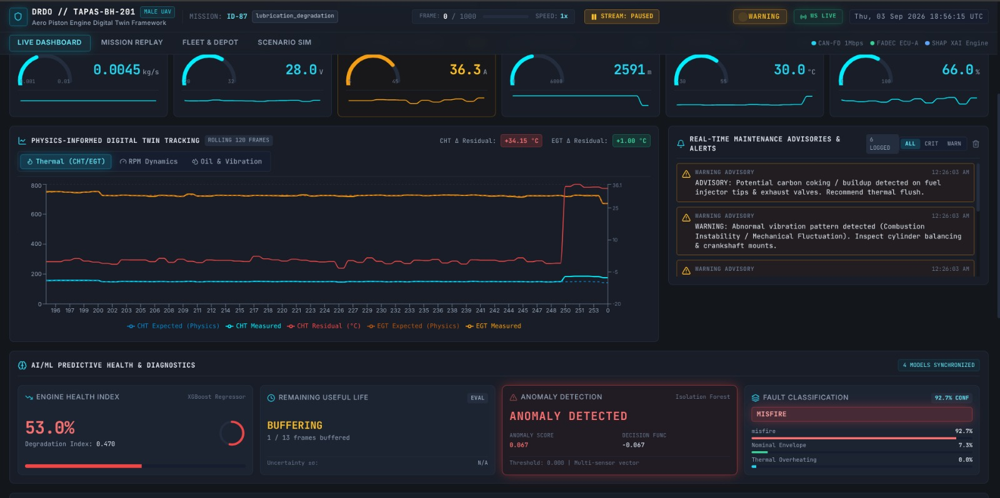 DRDO // TAPAS-BH-201 MALE UAV
Aero Piston Engine Digital Twin Framework
MISSION: ID-87 lubrication_degradation
FRAME: 0 / 1000 SPEED: 1x
STREAM: PAUSED
WARNING
WS LIVE
Thu, 03 Sep 2026 18:56:15 UTC
LIVE DASHBOARD MISSION REPLAY FLEET & DEPOT SCENARIO SIM
CAN-FD 1Mbps FADEC ECU-A SHAP XAI Engine
0.0045 kg/s
0.01
28.0 V
32
36.3 A
45
2591 m
6000
30.0 °C
30 55
66.0 %
100
PHYSICS-INFORMED DIGITAL TWIN TRACKING ROLLING 120 FRAMES
CHT Δ Residual: +34.15 °C EGT Δ Residual: +1.00 °C
Thermal (CHT/EGT) RPM Dynamics Oil & Vibration
800
600
400
200
0
36.1
25
10
-5
-20
196 197 199 200 202 203 205 206 208 209 211 212 214 215 217 218 220 221 223 224 226 227 229 230 232 233 235 236 238 239 241 242 244 245 247 248 250 251 253 0
CHT Expected (Physics) CHT Measured CHT Residual (°C) EGT Expected (Physics) EGT Measured
REAL-TIME MAINTENANCE ADVISORIES &
ALERTS
6
LOGGED
ALL CRIT WARN
WARNING ADVISORY 12:26:03 AM
ADVISORY: Potential carbon coking / buildup detected on fuel
injector tips & exhaust valves. Recommend thermal flush.
WARNING ADVISORY 12:26:03 AM
WARNING: Abnormal vibration pattern detected (Combustion
Instability / Mechanical Fluctuation). Inspect cylinder balancing
& crankshaft mounts.
WARNING ADVISORY 12:26:03 AM
AI/ML PREDICTIVE HEALTH & DIAGNOSTICS
4 MODELS SYNCHRONIZED
ENGINE HEALTH INDEX XGBoost Regressor
53.0%
Degradation Index: 0.470
REMAINING USEFUL LIFE EVAL
BUFFERING
1 / 13 frames buffered
Uncertainty ±σ: N/A
ANOMALY DETECTION Isolation Forest
ANOMALY DETECTED
ANOMALY SCORE DECISION FUNC
0.067 -0.067
Threshold: 0.000 | Multi-sensor vector
FAULT CLASSIFICATION 92.7% CONF
MISFIRE
misfire 92.7%
Nominal Envelope 7.3%
Thermal Overheating 0.0%